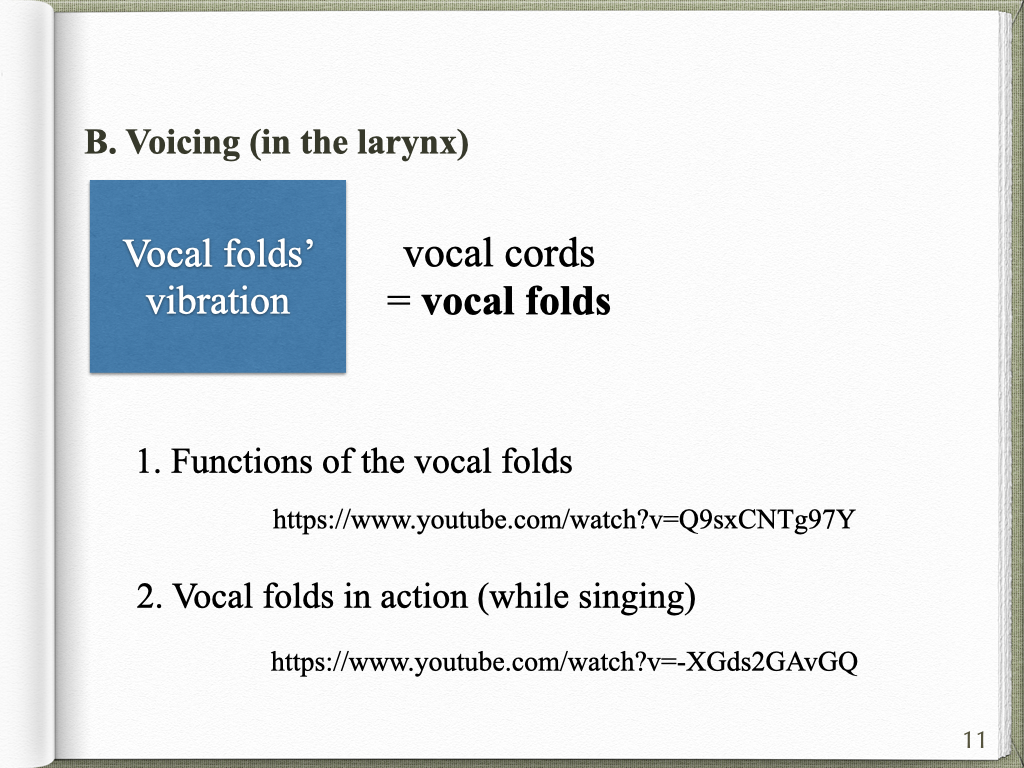 B. Voicing (in the larynx)
Vocal folds’
vibration
vocal cords
= vocal folds
1. Functions of the vocal folds
https://www.youtube.com/watch?v=Q9sxCNTg97Y
2. Vocal folds in action (while singing)
https://www.youtube.com/watch?v=-XGds2GAvGQ
11